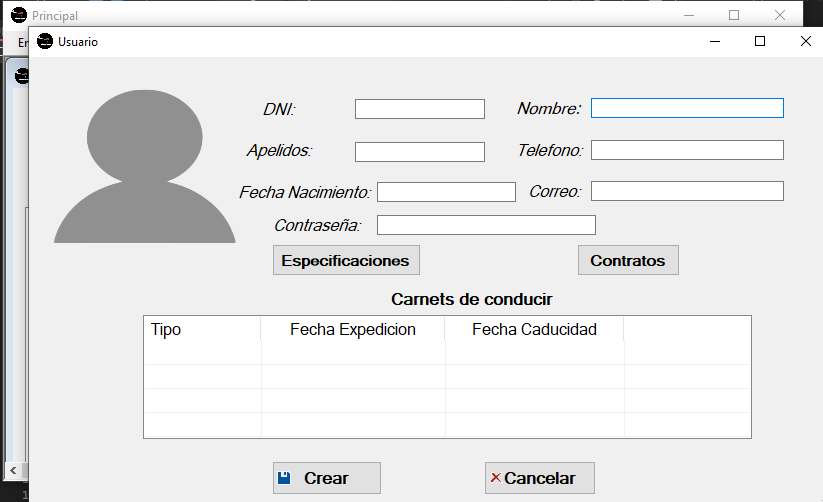 Principal
Usuario
DNI:
Nombre:
Apelidos:
Telefono:
Fecha Nacimiento:
Correo:
Contraseña:
Especificaciones
Contratos
Carnets de conducir
Tipo Fecha Expedicion Fecha Caducidad
Crear
Cancelar